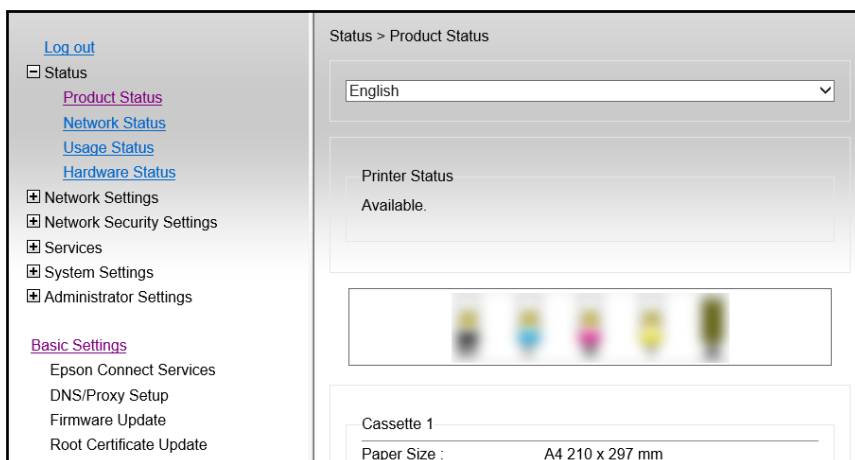 Log out
Status
Product Status
Network Status
Usage Status
Hardware Status
Network Settings
Network Security Settings
Services
System Settings
Administrator Settings
Basic Settings
Epson Connect Services
DNS/Proxy Setup
Firmware Update
Root Certificate Update
Status > Product Status
English
Printer Status
Available.
Cassette 1
Paper Size : A4 210 x 297 mm